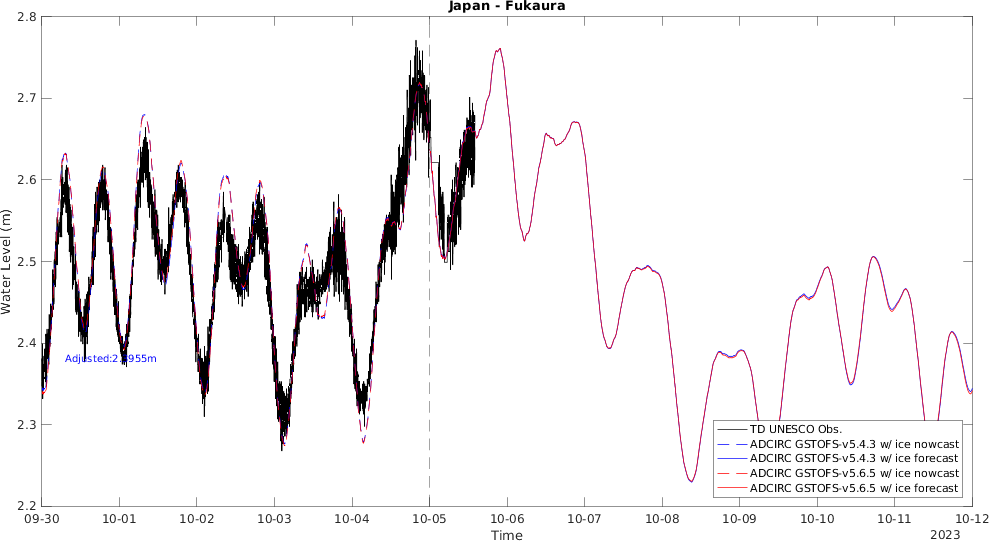 Japan - Fukaura
2.8
2.7
2.6
2.5
2.4
2.3
2.2
Water Level (m)
TD UNESCO Obs.
ADCIRC GSTOFS-v5.4.3 w/ ice nowcast
ADCIRC GSTOFS-v5.4.3 w/ ice forecast
ADCIRC GSTOFS-v5.6.5 w/ ice nowcast
ADCIRC GSTOFS-v5.6.5 w/ ice forecast
09-30 10-01 10-02 10-03 10-04 10-05 10-06 10-07 10-08 10-09 10-10 10-11 10-12
Time
2023